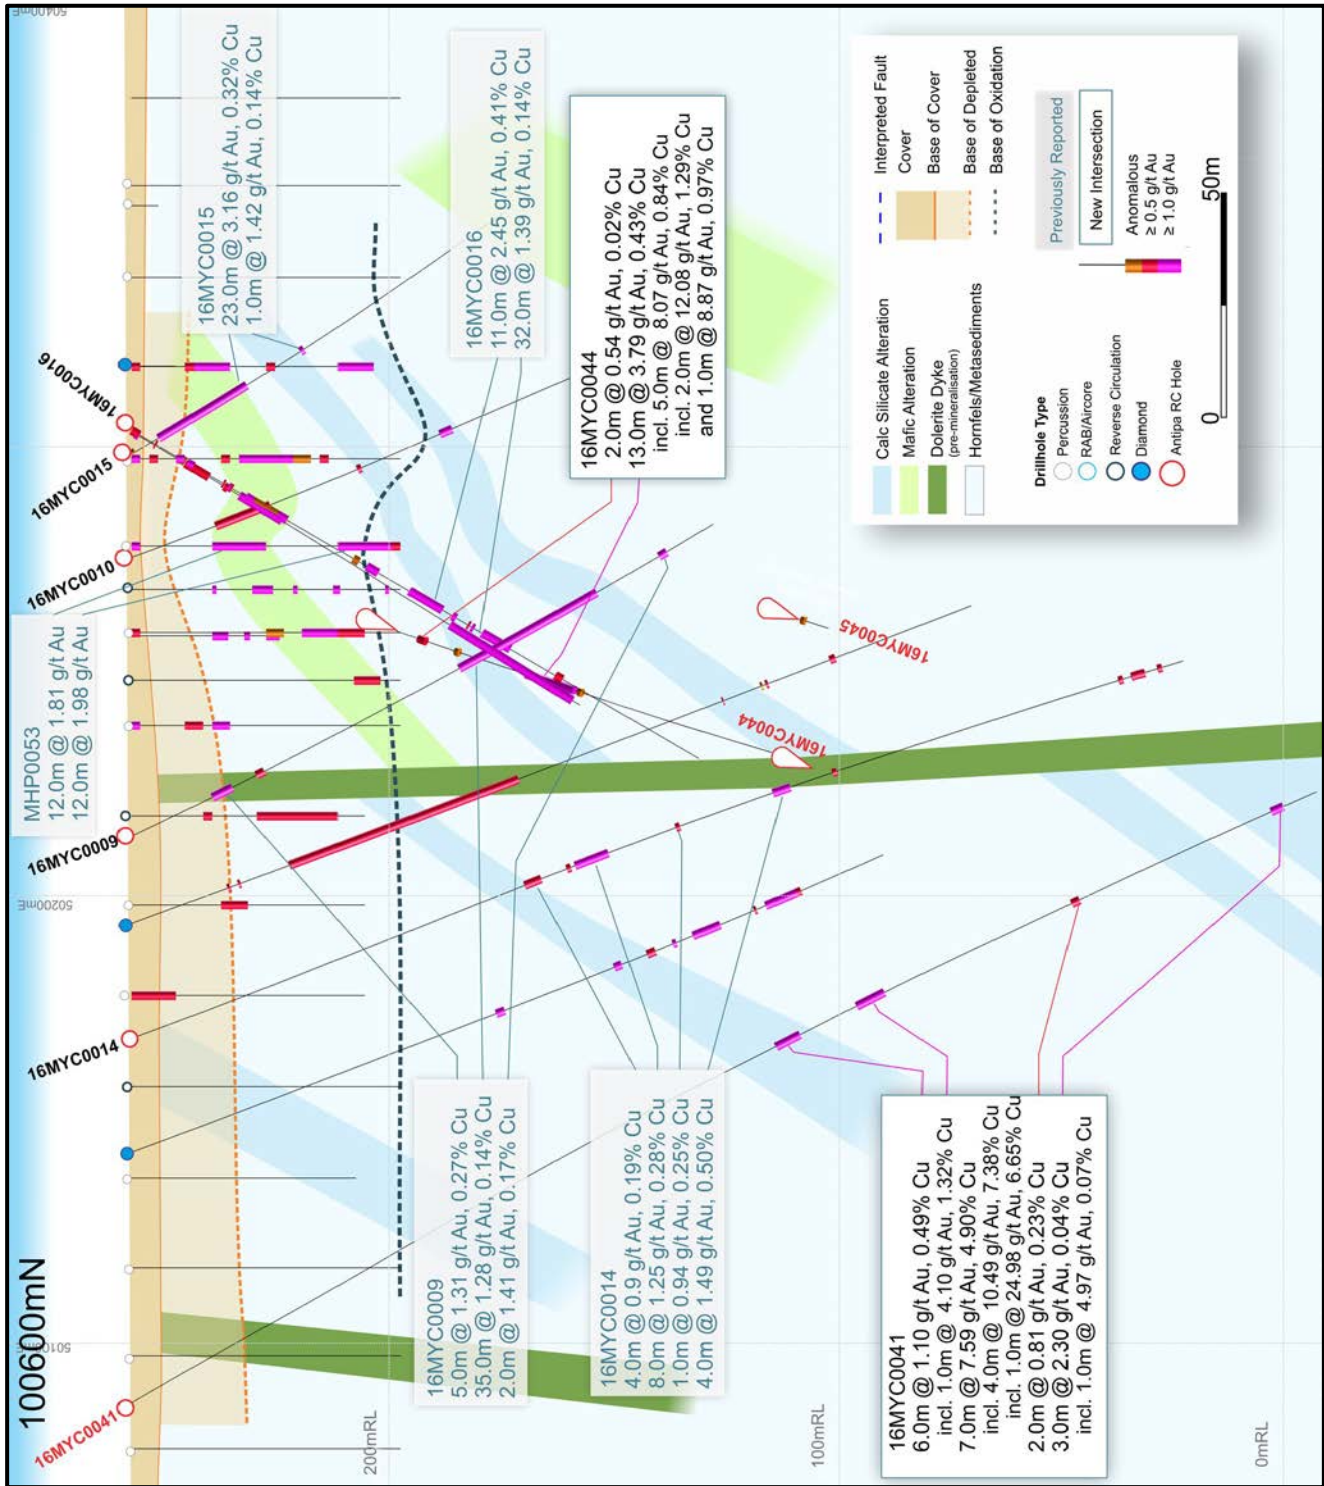 100600mN
50100mE
50200mE
50400mE
200mRL
100mRL
0mRL
16MYC0041
16MYC0014
16MYC0009
16MYC0010
16MYC0015
16MYC0016
16MYC0044
16MYC0045
MHP0053
12.0m @ 1.81 g/t Au
12.0m @ 1.98 g/t Au
16MYC0015
23.0m @ 3.16 g/t Au, 0.32% Cu
1.0m @ 1.42 g/t Au, 0.14% Cu
16MYC0016
11.0m @ 2.45 g/t Au, 0.41% Cu
32.0m @ 1.39 g/t Au, 0.14% Cu
16MYC0044
2.0m @ 0.54 g/t Au, 0.02% Cu
13.0m @ 3.79 g/t Au, 0.43% Cu
incl. 5.0m @ 8.07 g/t Au, 0.84% Cu
incl. 2.0m @ 12.08 g/t Au, 1.29% Cu
and 1.0m @ 8.87 g/t Au, 0.97% Cu
16MYC0009
5.0m @ 1.31 g/t Au, 0.27% Cu
35.0m @ 1.28 g/t Au, 0.14% Cu
2.0m @ 1.41 g/t Au, 0.17% Cu
16MYC0014
4.0m @ 0.9 g/t Au, 0.19% Cu
8.0m @ 1.25 g/t Au, 0.28% Cu
1.0m @ 0.94 g/t Au, 0.25% Cu
4.0m @ 1.49 g/t Au, 0.50% Cu
16MYC0041
6.0m @ 1.10 g/t Au, 0.49% Cu
incl. 1.0m @ 4.10 g/t Au, 1.32% Cu
7.0m @ 7.59 g/t Au, 4.90% Cu
incl. 4.0m @ 10.49 g/t Au, 7.38% Cu
incl. 1.0m @ 24.98 g/t Au, 6.65% Cu
2.0m @ 0.81 g/t Au, 0.23% Cu
3.0m @ 2.30 g/t Au, 0.04% Cu
incl. 1.0m @ 4.97 g/t Au, 0.07% Cu
Calc Silicate Alteration
Mafic Alteration
Dolerite Dyke
(pre-mineralisation)
Hornfels/Metasediments
Interpreted Fault
Cover
Base of Cover
Base of Depleted
Base of Oxidation
Drillhole Type
Percussion
RAB/Aircore
Reverse Circulation
Diamond
Antipa RC Hole
Previously Reported
New Intersection
Anomalous
≥ 0.5 g/t Au
≥ 1.0 g/t Au
0
50m